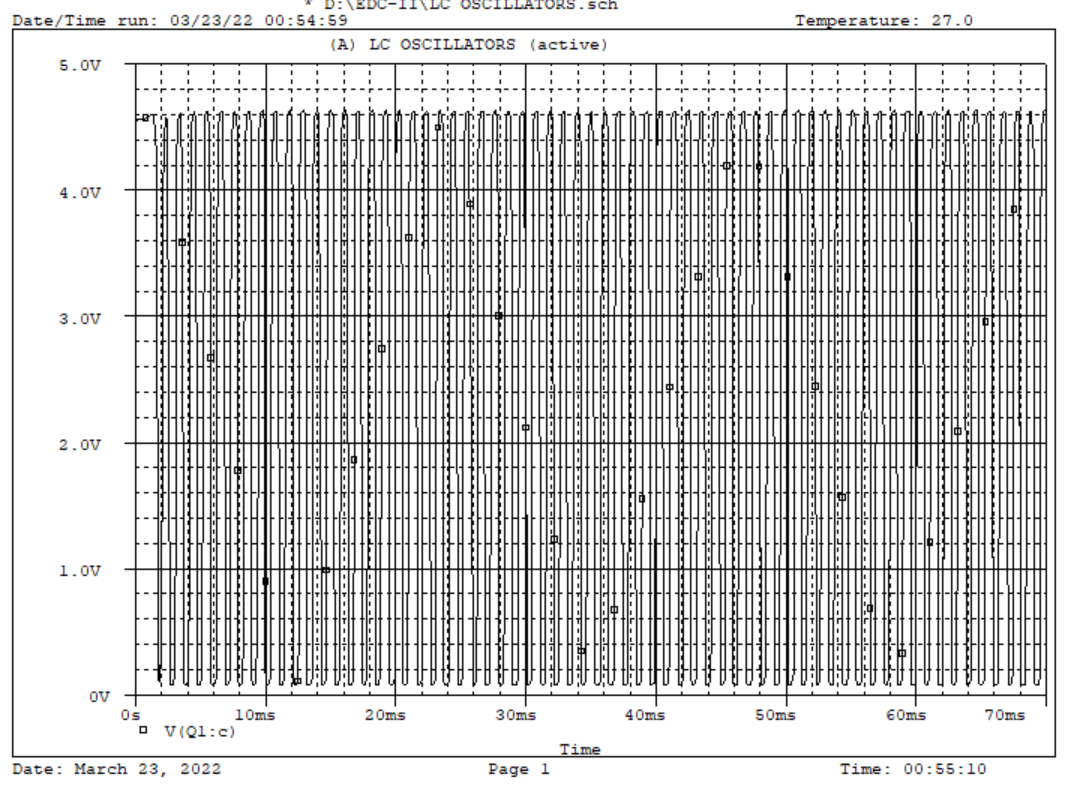 * D:\EDC-II\LC OSCILLATORS.sch
Date/Time run: 03/23/22 00:54:59 Temperature: 27.0
(A) LC OSCILLATORS (active)
5.0V
4.0V
3.0V
2.0V
1.0V
0V
0s 10ms 20ms 30ms 40ms 50ms 60ms 70ms
V(Q1:c)
Time
Date: March 23, 2022 Page 1 Time: 00:55:10